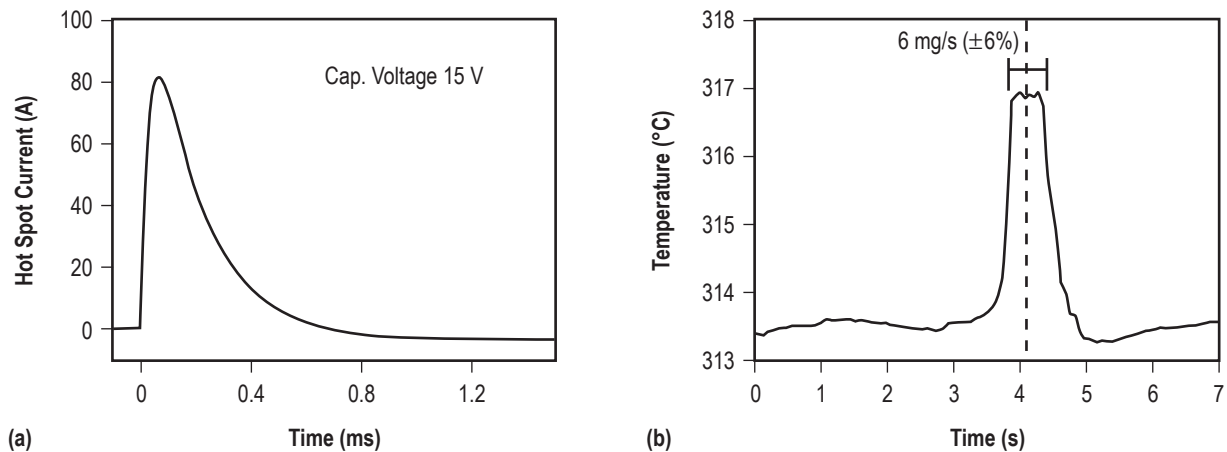 100
80
60
40
20
0
Hot Spot Current (A)
Cap. Voltage 15 V
0 0.4 0.8 1.2
Time (ms)
(a)
318
317
316
315
314
313
Temperature (°C)
6 mg/s (±6%)
0 1 2 3 4 5 6 7
Time (s)
(b)